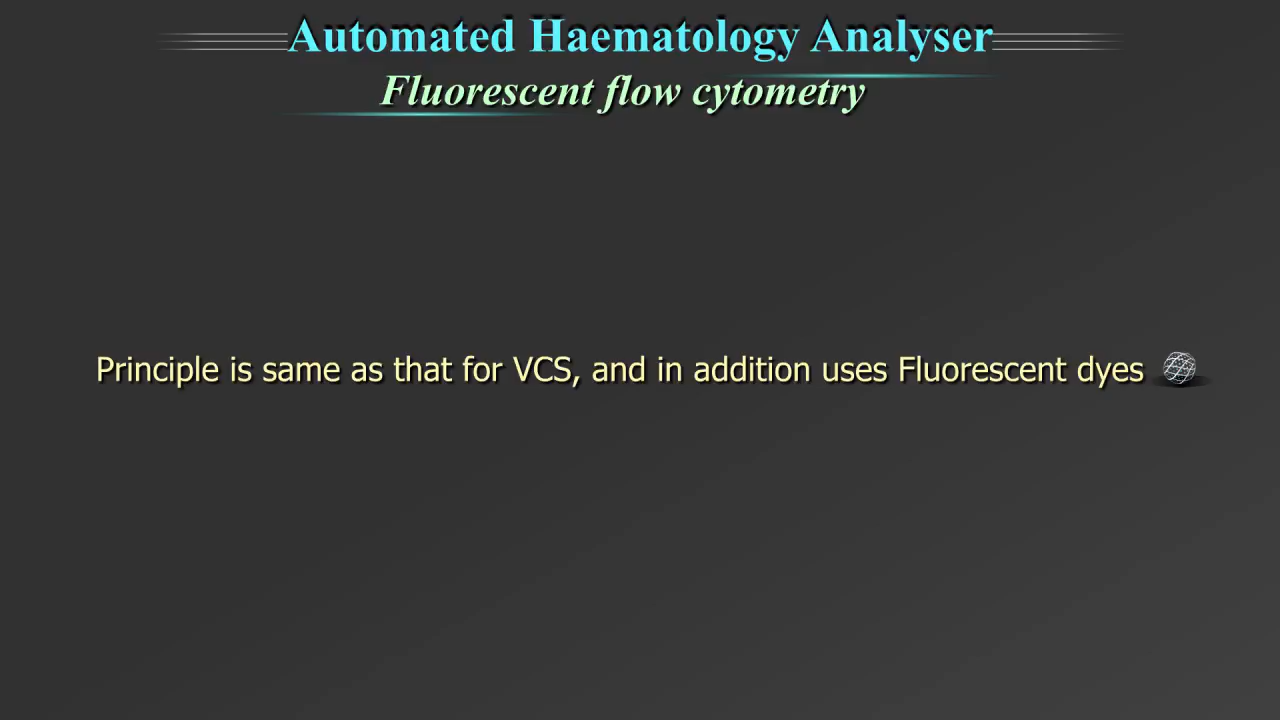 Automated Haematology Analyser
Fluorescent flow cytometry
Principle is same as that for VCS, and in addition uses Fluorescent dyes